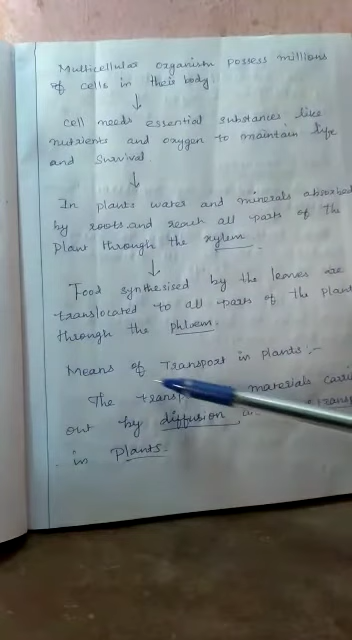 Multicellular organism possess millions
of cells in their body.
↓
Cell needs essential substances like
nutrients and oxygen to maintain life
and survival.
↓
In plants water and minerals absorbed
by roots and reach all parts of the
plant through the xylem.
↓
Food synthesised by the leaves are
translocated to all parts of the plant
through the phloem.
Means of Transport in plants:-
The materials
out by diffusion
in plants.